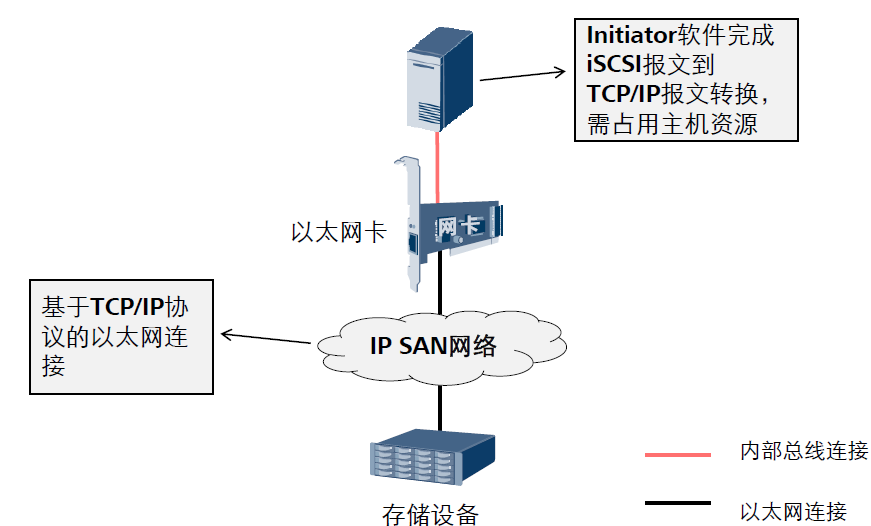 Initiator软件完成
iSCSI报文到
TCP/IP报文转换，
需占用主机资源
以太网卡
网卡
基于TCP/IP协
议的以太网连
接
IP SAN网络
存储设备
内部总线连接
以太网连接